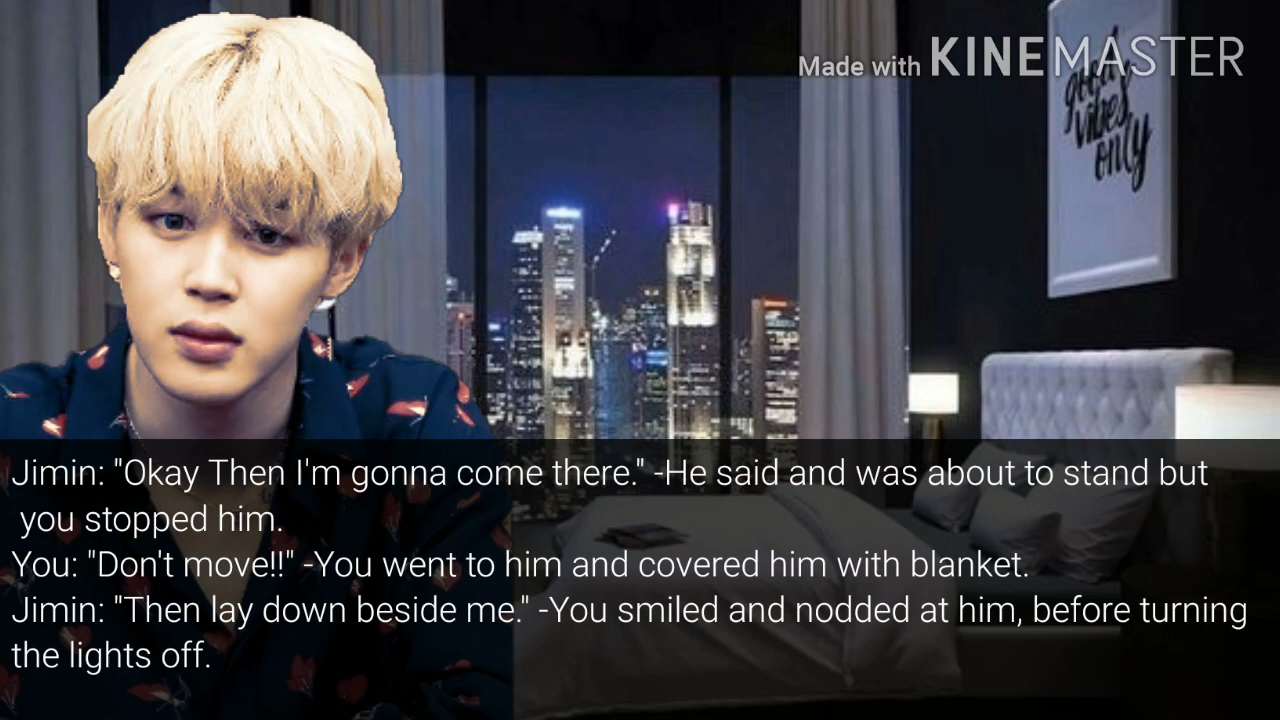 Made with KINEMASTER
good
vibes
only
Jimin: "Okay Then I'm gonna come there." -He said and was about to stand but
you stopped him.
You: "Don't move!!" -You went to him and covered him with blanket.
Jimin: "Then lay down beside me." -You smiled and nodded at him, before turning
the lights off.